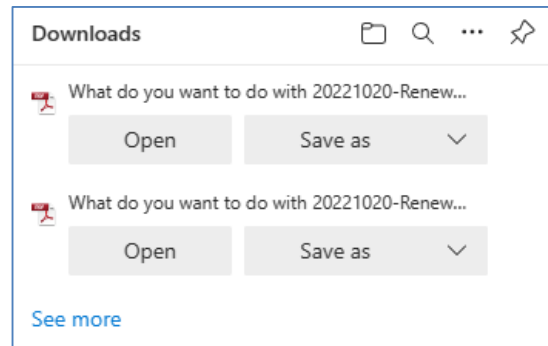 Downloads
What do you want to do with 20221020-Renew...
Open Save as
What do you want to do with 20221020-Renew...
Open Save as
See more